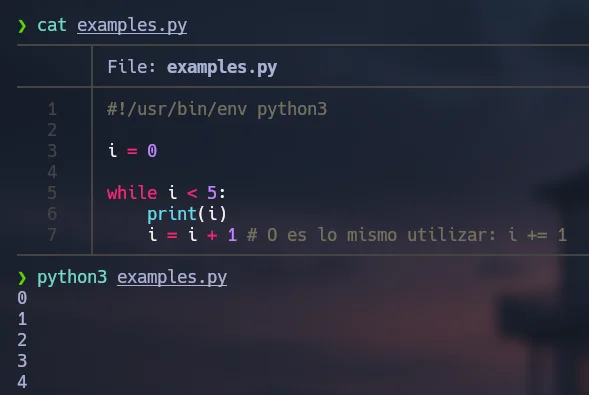 ❯ cat examples.py
File: examples.py
1 #!/usr/bin/env python3
2
3 i = 0
4
5 while i < 5:
6     print(i)
7     i = i + 1 # O es lo mismo utilizar: i += 1
❯ python3 examples.py
0
1
2
3
4